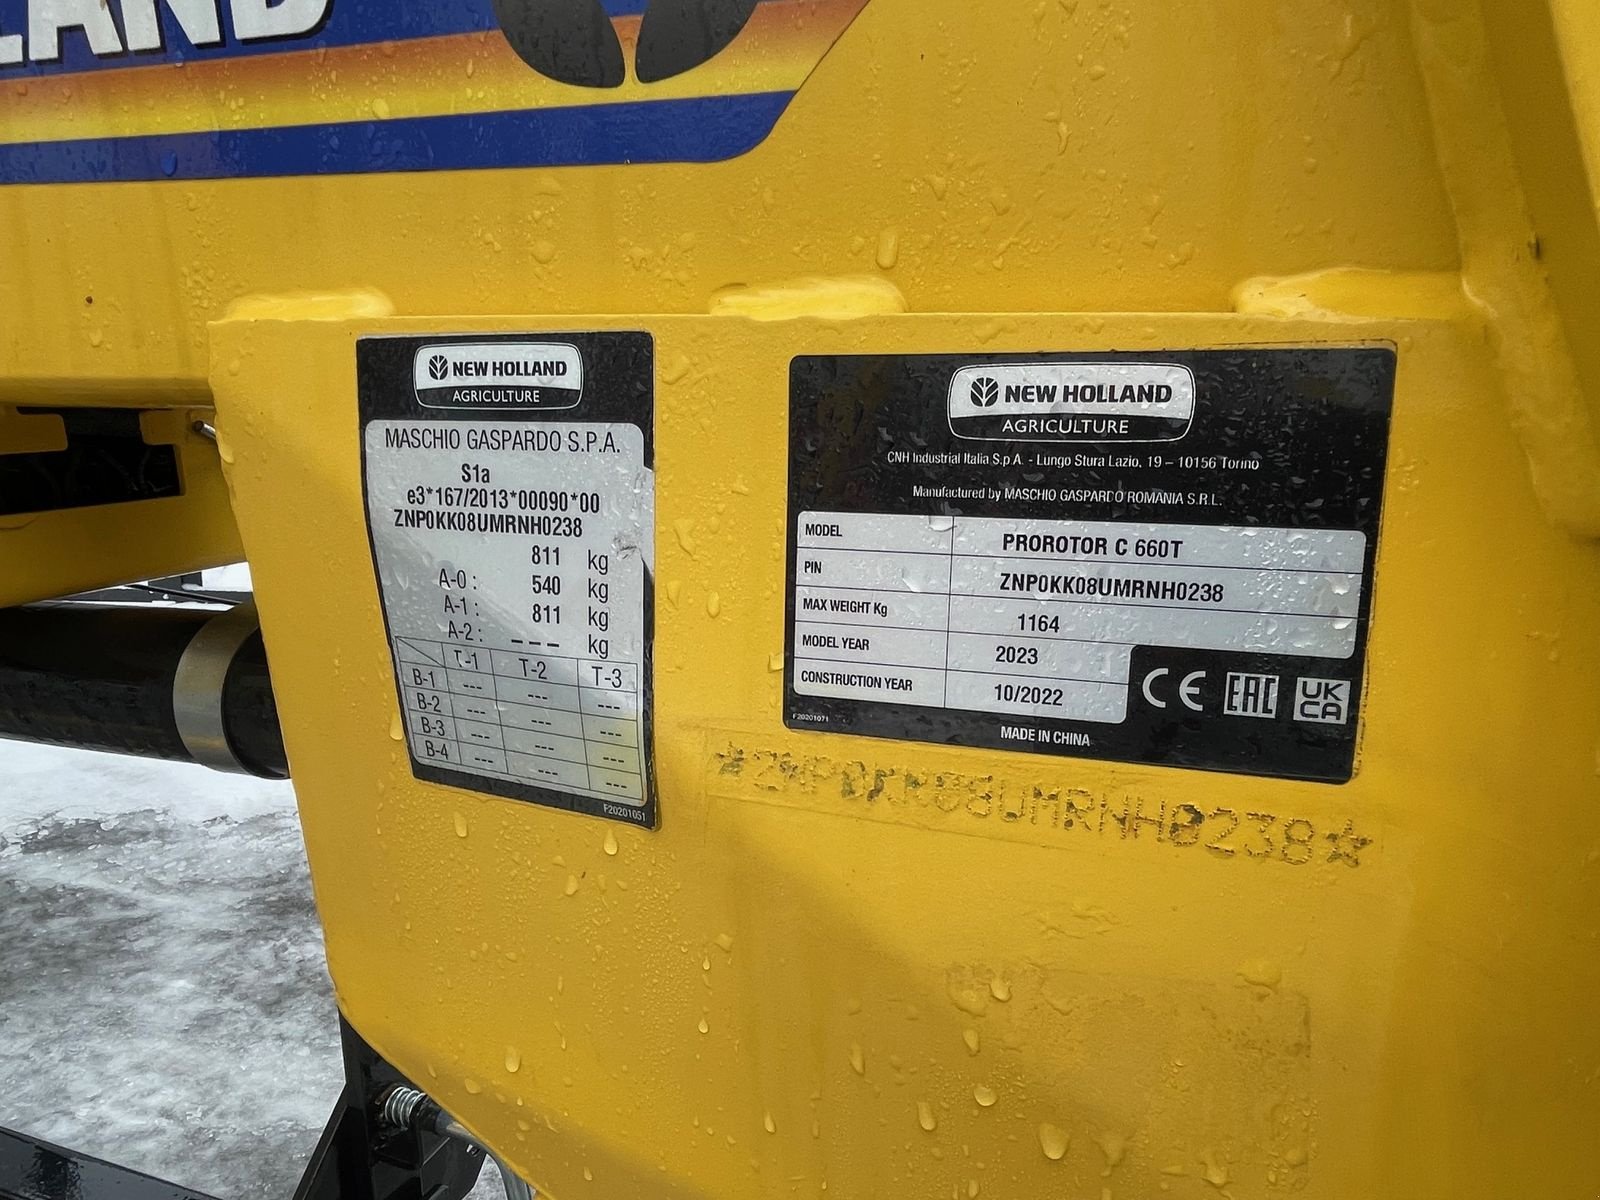 LAND
NEW HOLLAND
AGRICULTURE
MASCHIO GASPARDO S.P.A.
S1a
e3*167/2013*00090*00
ZNP0KK08UMRNH0238
811 kg
A-0 : 540 kg
A-1 : 811 kg
A-2 : --- kg
T-1 T-2 T-3
B-1 --- --- ---
B-2 --- --- ---
B-3 --- --- ---
B-4 --- --- ---
F20201051
NEW HOLLAND
AGRICULTURE
CNH Industrial Italia S.p.A. - Lungo Stura Lazio, 19 – 10156 Torino
Manufactured by MASCHIO GASPARDO ROMANIA S.R.L.
MODEL PROROTOR C 660T
PIN ZNP0KK08UMRNH0238
MAX WEIGHT Kg 1164
MODEL YEAR 2023
CONSTRUCTION YEAR 10/2022
CE EAC UK CA
F20201071
MADE IN CHINA
*ZNP0KK08UMRNH0238*